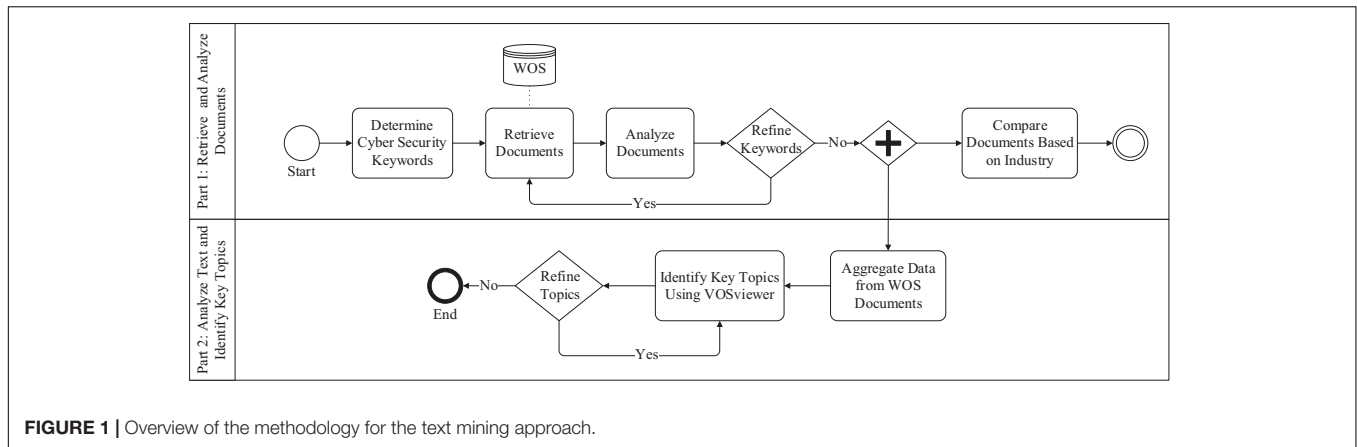 Part 1: Retrieve and Analyze
Documents
WOS
Start
Determine
Cyber Security
Keywords
Retrieve
Documents
Analyze
Documents
Refine
Keywords
No
Yes
Compare
Documents Based
on Industry
Part 2: Analyze Text and
Identify Key Topics
End
No
Refine
Topics
Yes
Identify Key Topics
Using VOSviewer
Aggregate Data
from WOS
Documents
FIGURE 1 | Overview of the methodology for the text mining approach.